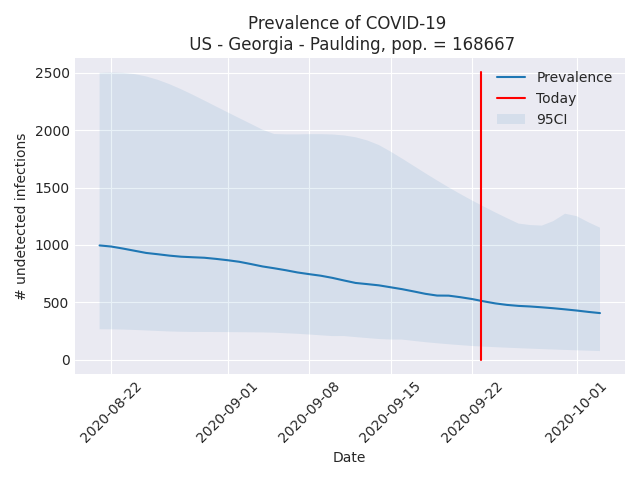 Prevalence of COVID-19
US - Georgia - Paulding, pop. = 168667
Prevalence
Today
95CI
# undetected infections
2500
2000
1500
1000
500
0
2020-08-22
2020-09-01
2020-09-08
2020-09-15
2020-09-22
2020-10-01
Date